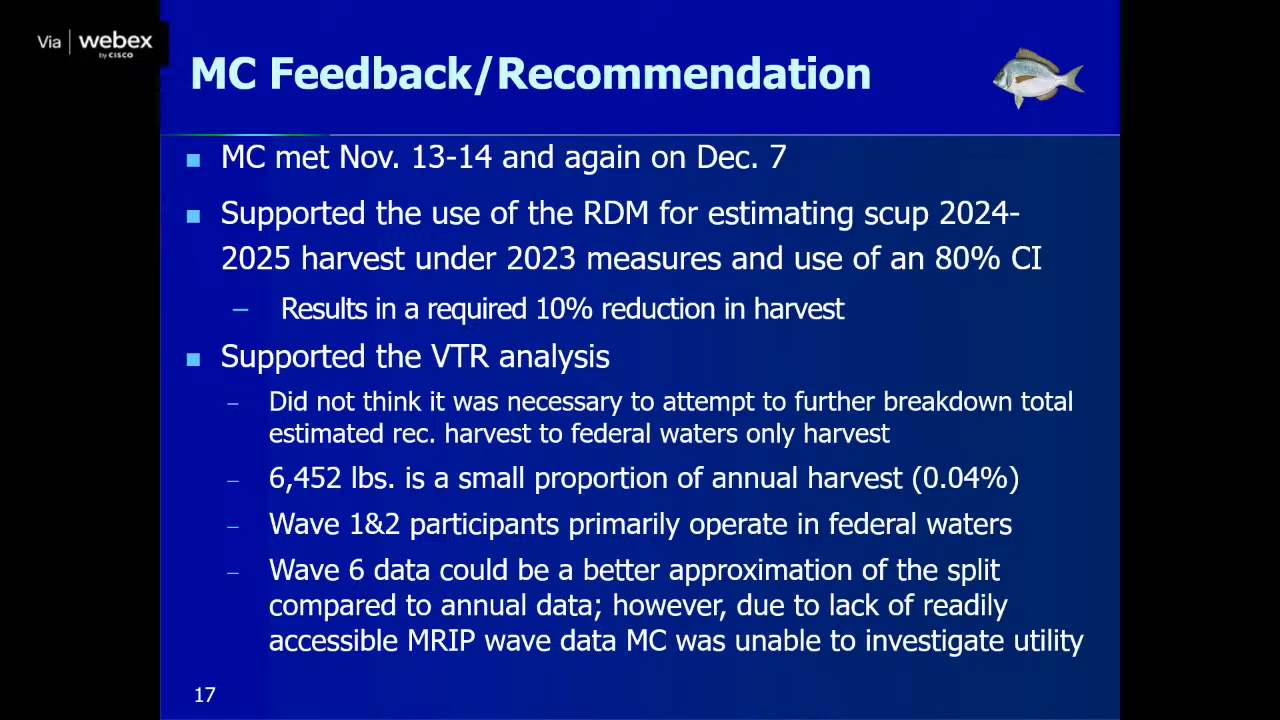 Via webex
by CISCO
MC Feedback/Recommendation
MC met Nov. 13-14 and again on Dec. 7
Supported the use of the RDM for estimating scup 2024-
2025 harvest under 2023 measures and use of an 80% CI
– Results in a required 10% reduction in harvest
Supported the VTR analysis
– Did not think it was necessary to attempt to further breakdown total
estimated rec. harvest to federal waters only harvest
– 6,452 lbs. is a small proportion of annual harvest (0.04%)
– Wave 1&2 participants primarily operate in federal waters
– Wave 6 data could be a better approximation of the split
compared to annual data; however, due to lack of readily
accessible MRIP wave data MC was unable to investigate utility
17